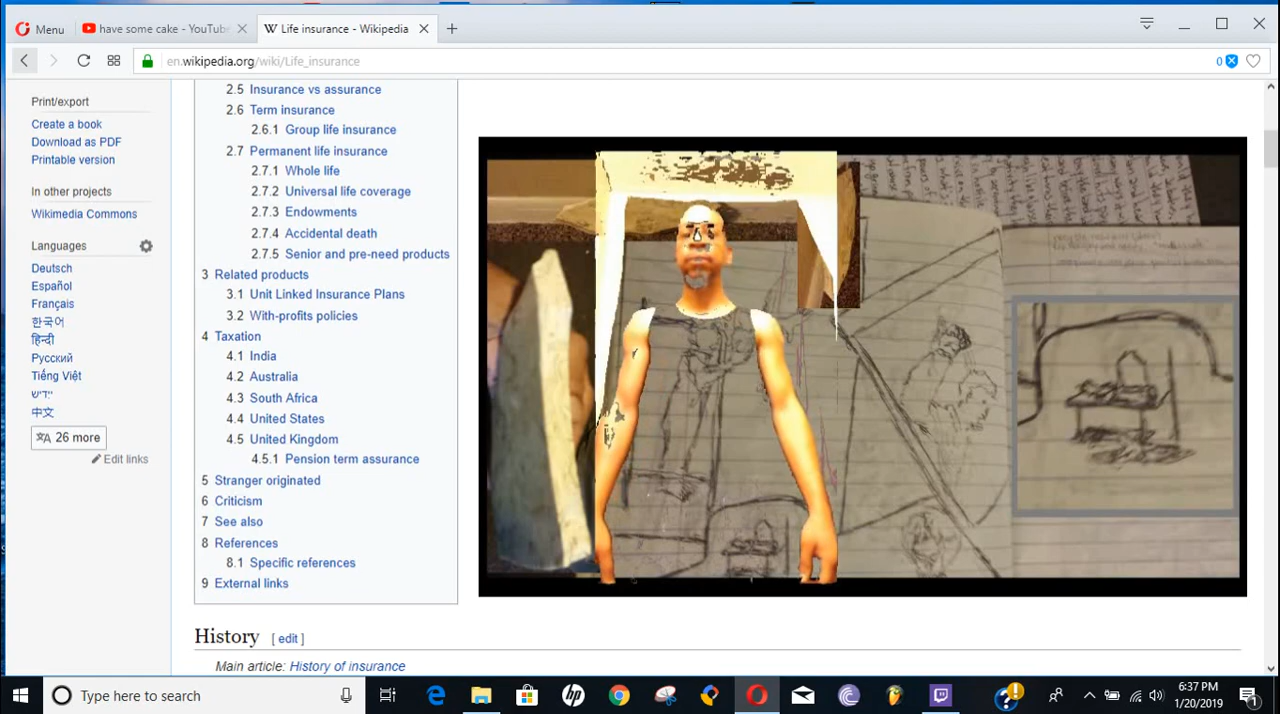 Menu
have some cake - YouTub
Life insurance - Wikipedia
en.wikipedia.org/wiki/Life_insurance
0
Print/export
Create a book
Download as PDF
Printable version
In other projects
Wikimedia Commons
Languages
Deutsch
Español
Français
한국어
हिन्दी
Русский
Tiếng Việt
ייִדיש
中文
26 more
Edit links
2.5 Insurance vs assurance
2.6 Term insurance
2.6.1 Group life insurance
2.7 Permanent life insurance
2.7.1 Whole life
2.7.2 Universal life coverage
2.7.3 Endowments
2.7.4 Accidental death
2.7.5 Senior and pre-need products
3 Related products
3.1 Unit Linked Insurance Plans
3.2 With-profits policies
4 Taxation
4.1 India
4.2 Australia
4.3 South Africa
4.4 United States
4.5 United Kingdom
4.5.1 Pension term assurance
5 Stranger originated
6 Criticism
7 See also
8 References
8.1 Specific references
9 External links
History [ edit ]
Main article: History of insurance
Type here to search
hp
6:37 PM
1/20/2019
1